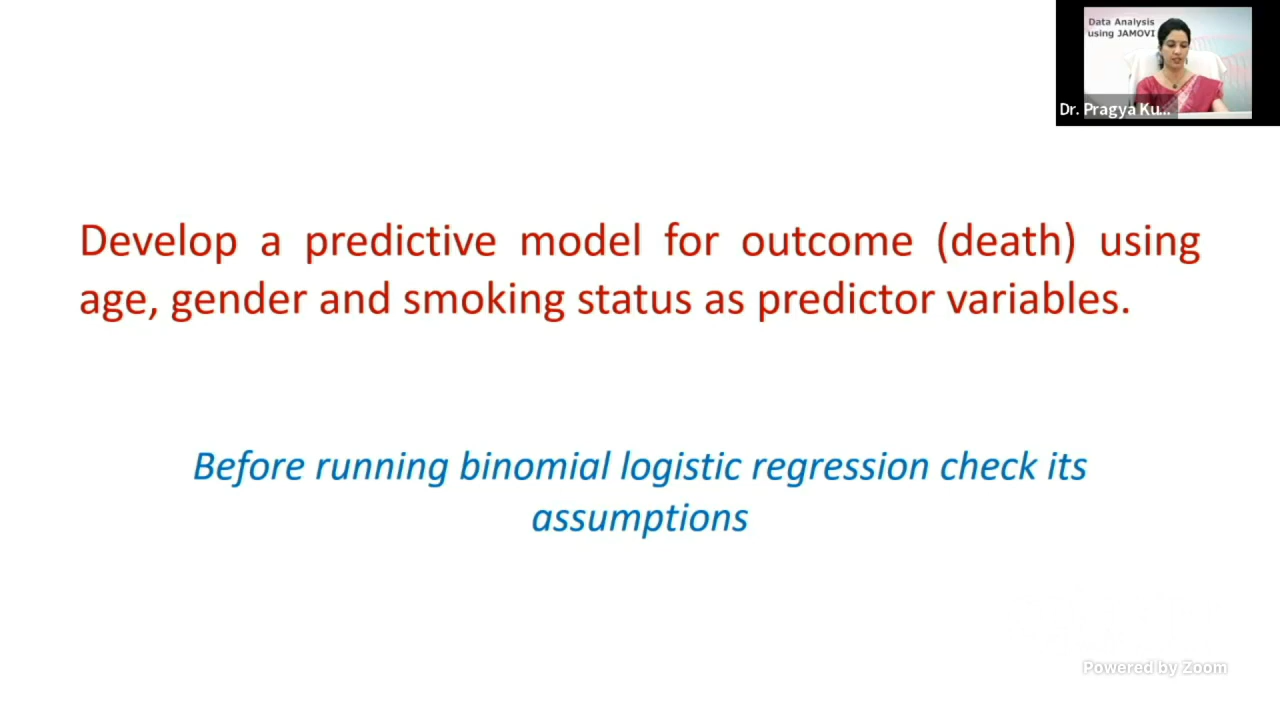 Data Analysis
using JAMOVI
Dr. Pragya Ku...
Develop a predictive model for outcome (death) using
age, gender and smoking status as predictor variables.
Before running binomial logistic regression check its
assumptions
Powered by Zoom